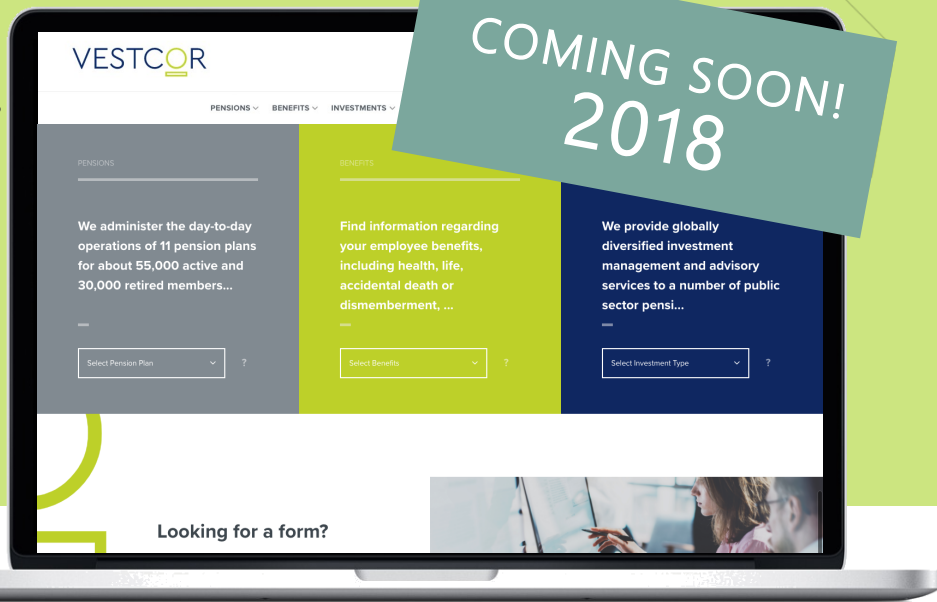 VESTCOR
COMING SOON!
2018
PENSIONS
BENEFITS
INVESTMENTS
PENSIONS
We administer the day-to-day
operations of 11 pension plans
for about 55,000 active and
30,000 retired members...
Select Pension Plan
?
BENEFITS
Find information regarding
your employee benefits,
including health, life,
accidental death or
dismemberment, ...
Select Benefits
?
We provide globally
diversified investment
management and advisory
services to a number of public
sector pensi...
Select Investment Type
?
Looking for a form?